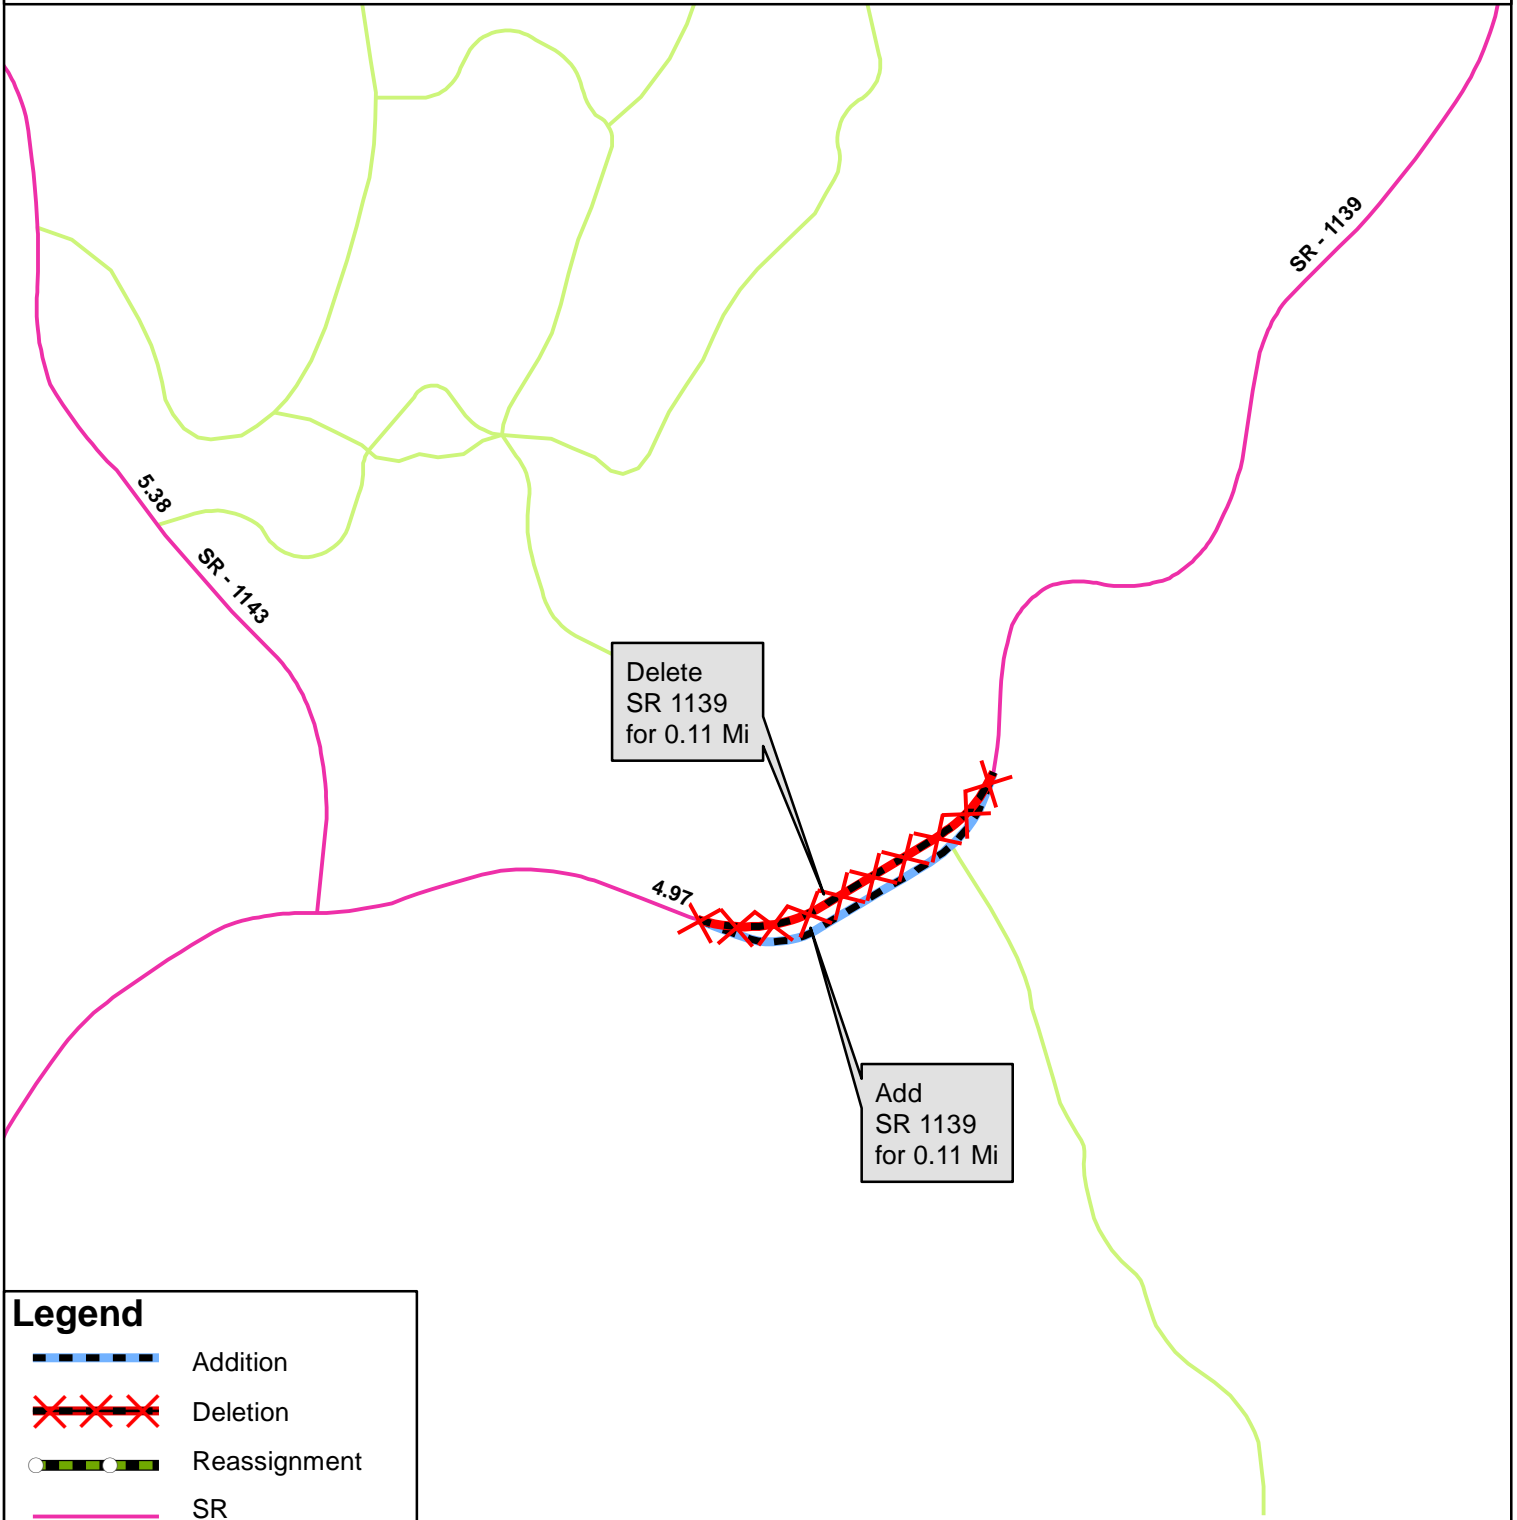 SR - 1139
5.38
SR - 1143
Delete
SR 1139
for 0.11 Mi
4.97
Add
SR 1139
for 0.11 Mi
Legend
Addition
Deletion
Reassignment
SR